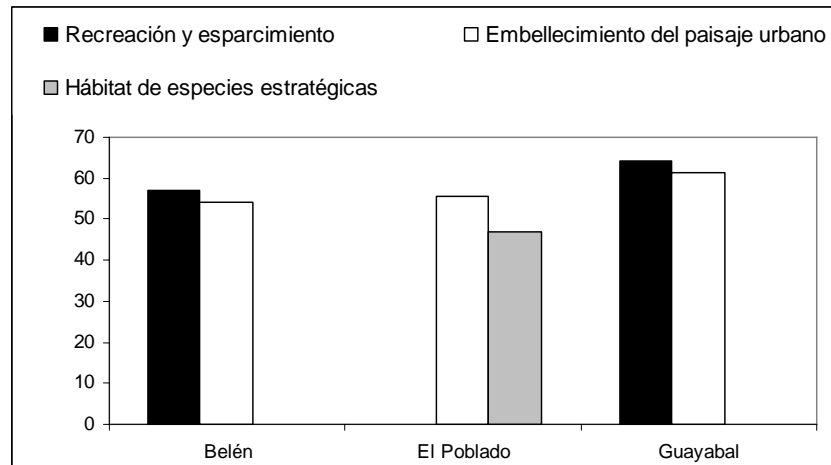 Recreación y esparcimiento
Embellecimiento del paisaje urbano
Hábitat de especies estratégicas
70
60
50
40
30
20
10
0
Belén
El Poblado
Guayabal